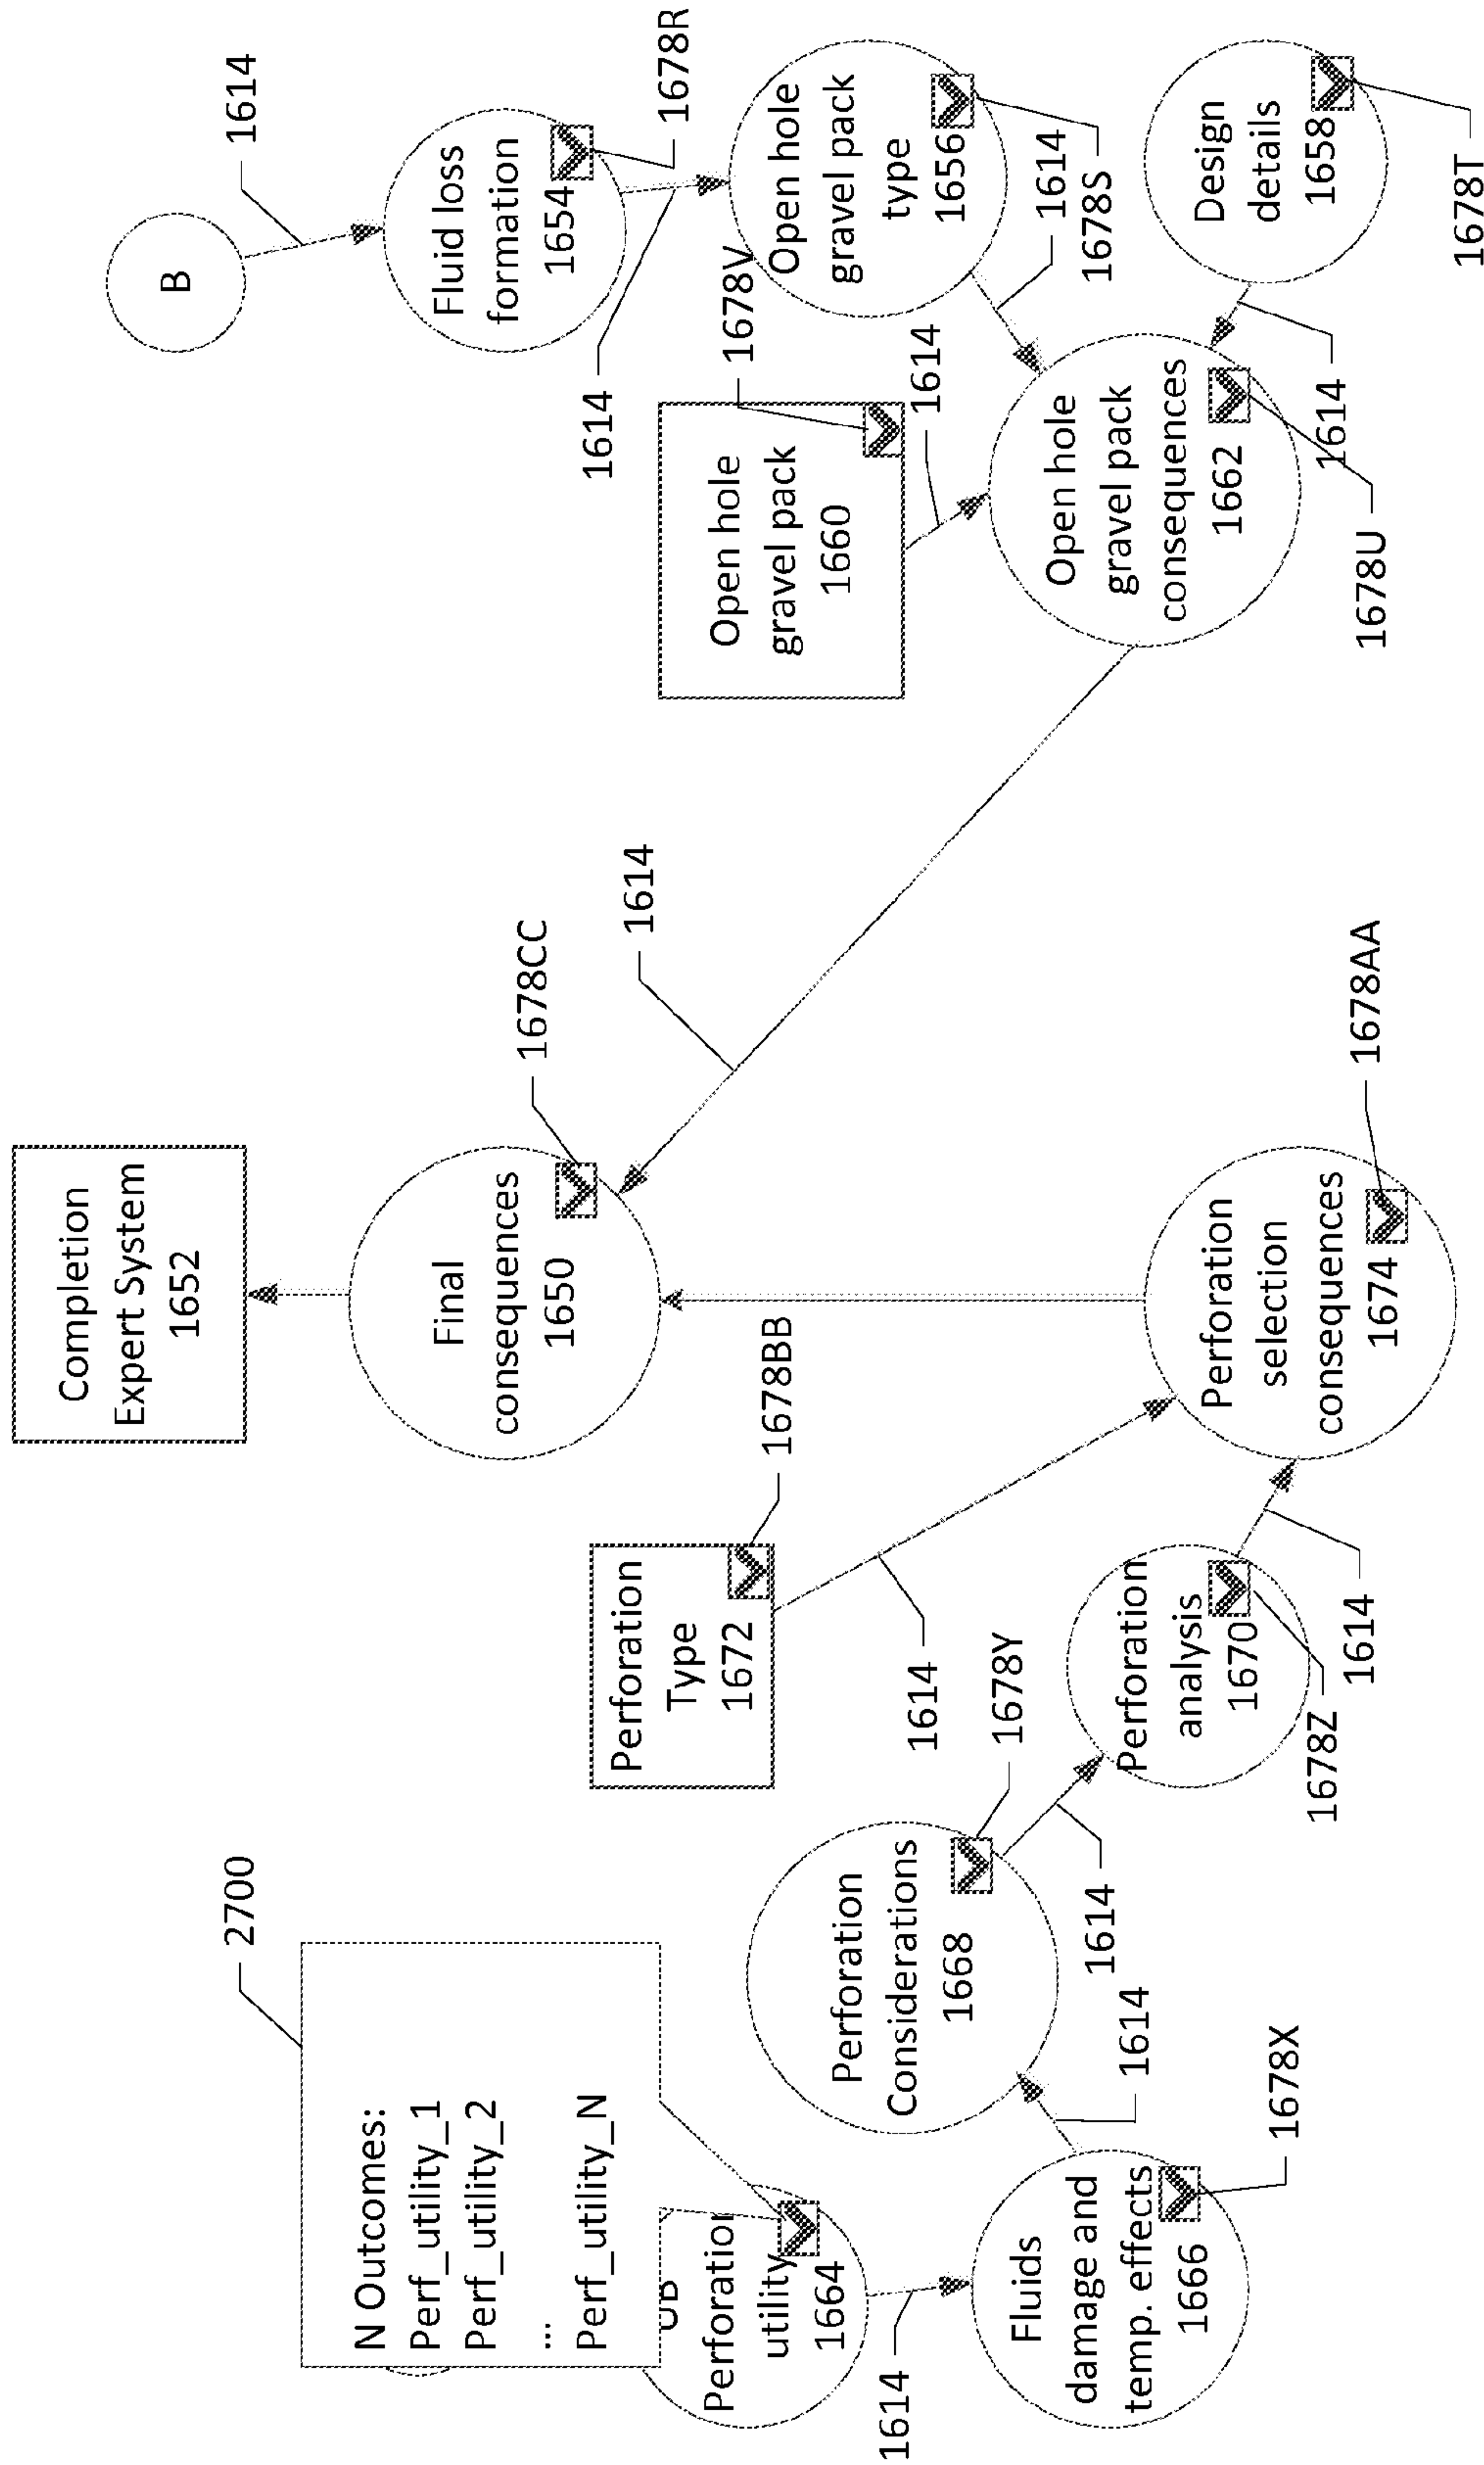 2700
N Outcomes:
Perf_utility_1
Perf_utility_2
...
Perf_utility_N
Perforation
utility
1664
1614
Fluids
damage and
temp. effects
1666
1678X
1614
Perforation
Considerations
1668
1678Y
1614
Perforation
analysis
1670
1678Z
1614
Perforation
Type
1672
1678BB
1614
Perforation
selection
consequences
1674
1678AA
Completion
Expert System
1652
Final
consequences
1650
1678CC
1614
B
1614
Fluid loss
formation
1654
1678R
1614
Open hole
gravel pack
type
1656
1678S
1614
Open hole
gravel pack
1660
1678V
1614
Open hole
gravel pack
consequences
1662
1678U
1614
Design
details
1658
1678T